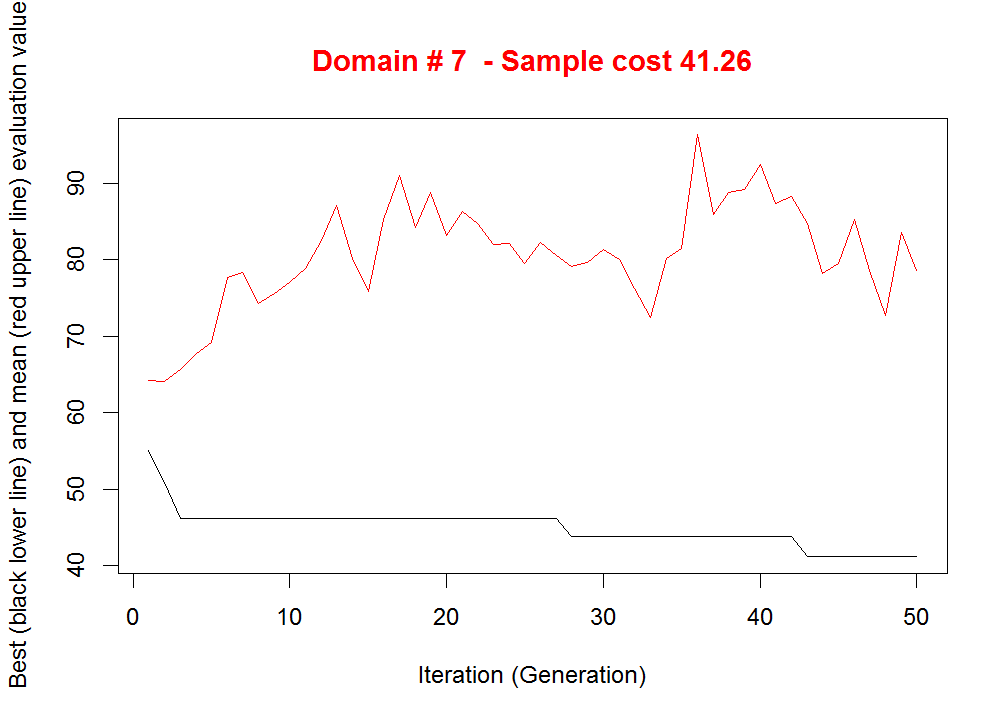 Domain # 7  - Sample cost 41.26
Best (black lower line) and mean (red upper line) evaluation value
90
80
70
60
50
40
0 10 20 30 40 50
Iteration (Generation)